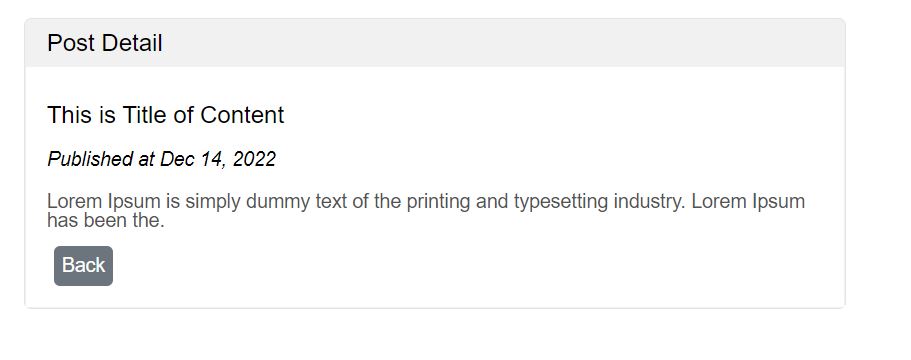 Post Detail
This is Title of Content
Published at Dec 14, 2022
Lorem Ipsum is simply dummy text of the printing and typesetting industry. Lorem Ipsum
has been the.
Back